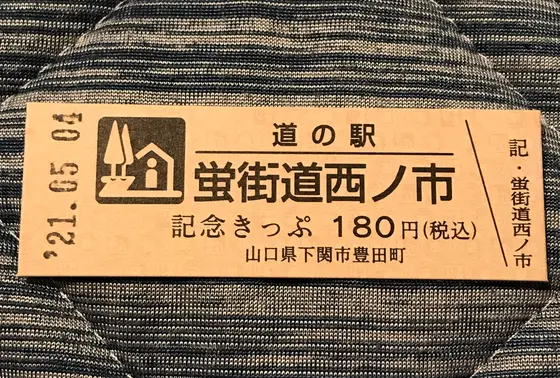 '21.05.04
道の駅
蛍街道西ノ市
記念きっぷ 180円(税込)
山口県下関市豊田町
記・蛍街道西ノ市